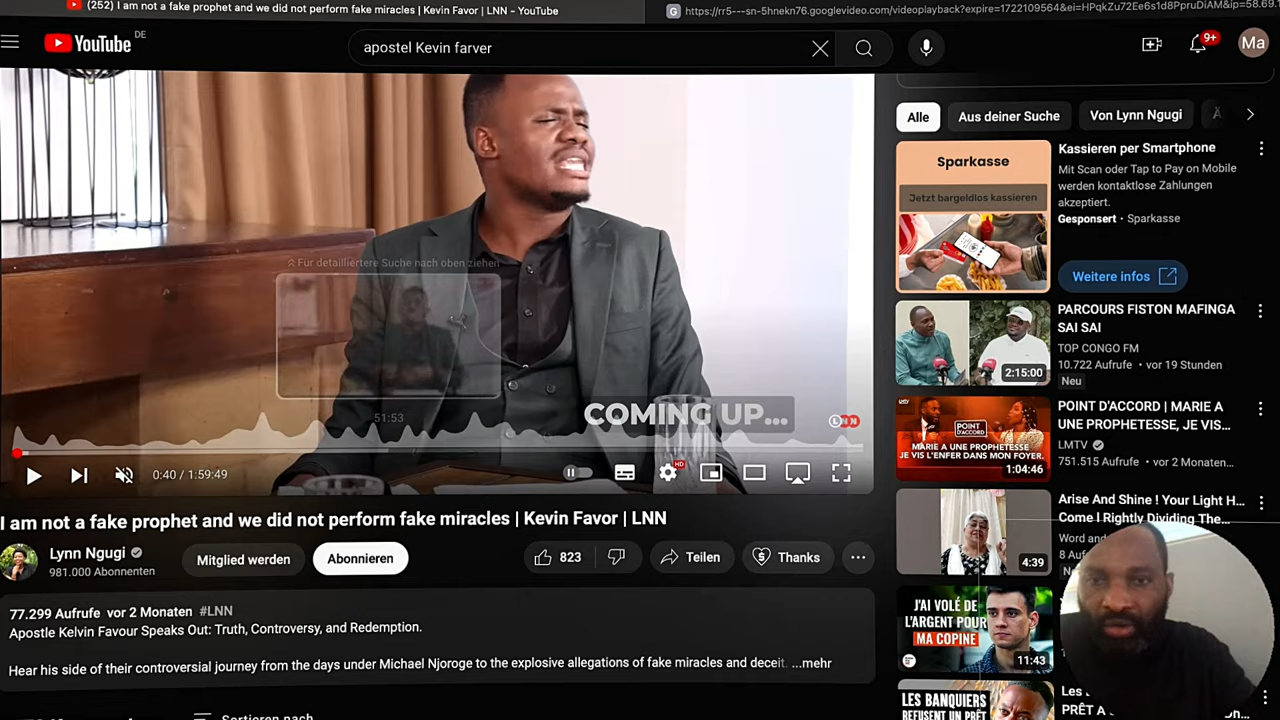 (252) I am not a fake prophet and we did not perform fake miracles | Kevin Favor | LNN - YouTube
G https://rr5---sn-5hnekn76.googlevideo.com/videoplayback?expire=1722109564&ei=HPqkZu72Ee6s1d8PpruDiAM&ip=58.69.1
YouTube DE
apostel Kevin farver
9+
Ma
Alle
Aus deiner Suche
Von Lynn Ngugi
Sparkasse
Jetzt bargeldlos kassieren
Kassieren per Smartphone
Mit Scan oder Tap to Pay on Mobile
werden kontaktlose Zahlungen
akzeptiert.
Gesponsert • Sparkasse
Weitere infos
Für detailliertere Suche nach oben ziehen
51:53
COMING UP...
LNN
0:40 / 1:59:49
HD
PARCOURS FISTON MAFINGA
SAI SAI
TOP CONGO FM
10.722 Aufrufe • vor 19 Stunden
Neu
2:15:00
POINT D'ACCORD
MARIE A UNE PROPHETESSE,
JE VIS L'ENFER DANS MON FOYER.
1:04:46
POINT D'ACCORD | MARIE A
UNE PROPHETESSE, JE VIS...
LMTV
751.515 Aufrufe • vor 2 Monaten...
4:39
Arise And Shine ! Your Light H...
Come I Rightly Dividing The...
Word and
8 Auf
I am not a fake prophet and we did not perform fake miracles | Kevin Favor | LNN
Lynn Ngugi
981.000 Abonnenten
Mitglied werden
Abonnieren
823
Teilen
Thanks
77.299 Aufrufe vor 2 Monaten #LNN
Apostle Kelvin Favour Speaks Out: Truth, Controversy, and Redemption.
Hear his side of their controversial journey from the days under Michael Njoroge to the explosive allegations of fake miracles and deceit. ...mehr
J'AI VOLÉ DE
L'ARGENT POUR
MA COPINE
11:43
LES BANQUIERS
REFUSENT UN PRÊT
Les
PRÊT A
Sortieren nach